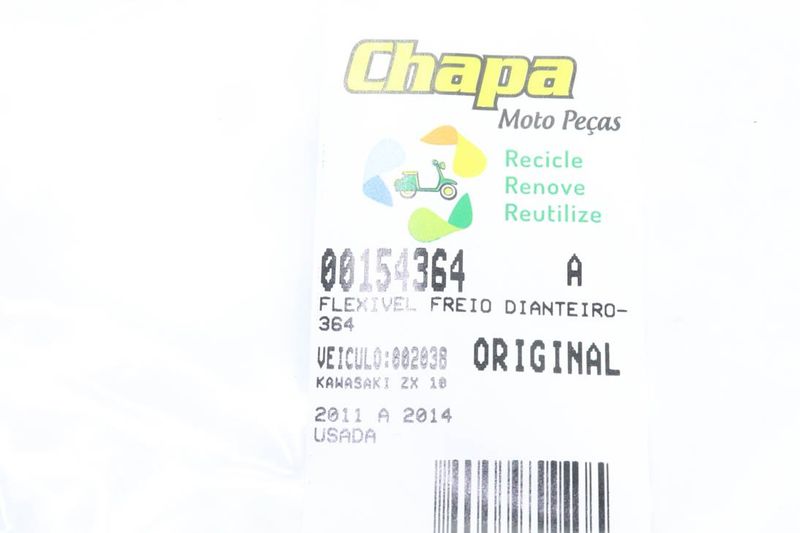 Chapa
Moto Peças
Recicle
Renove
Reutilize
00154364 A
FLEXIVEL FREIO DIANTEIRO-
364
VEICULO:002038 ORIGINAL
KAWASAKI ZX 10
2011 A 2014
USADA